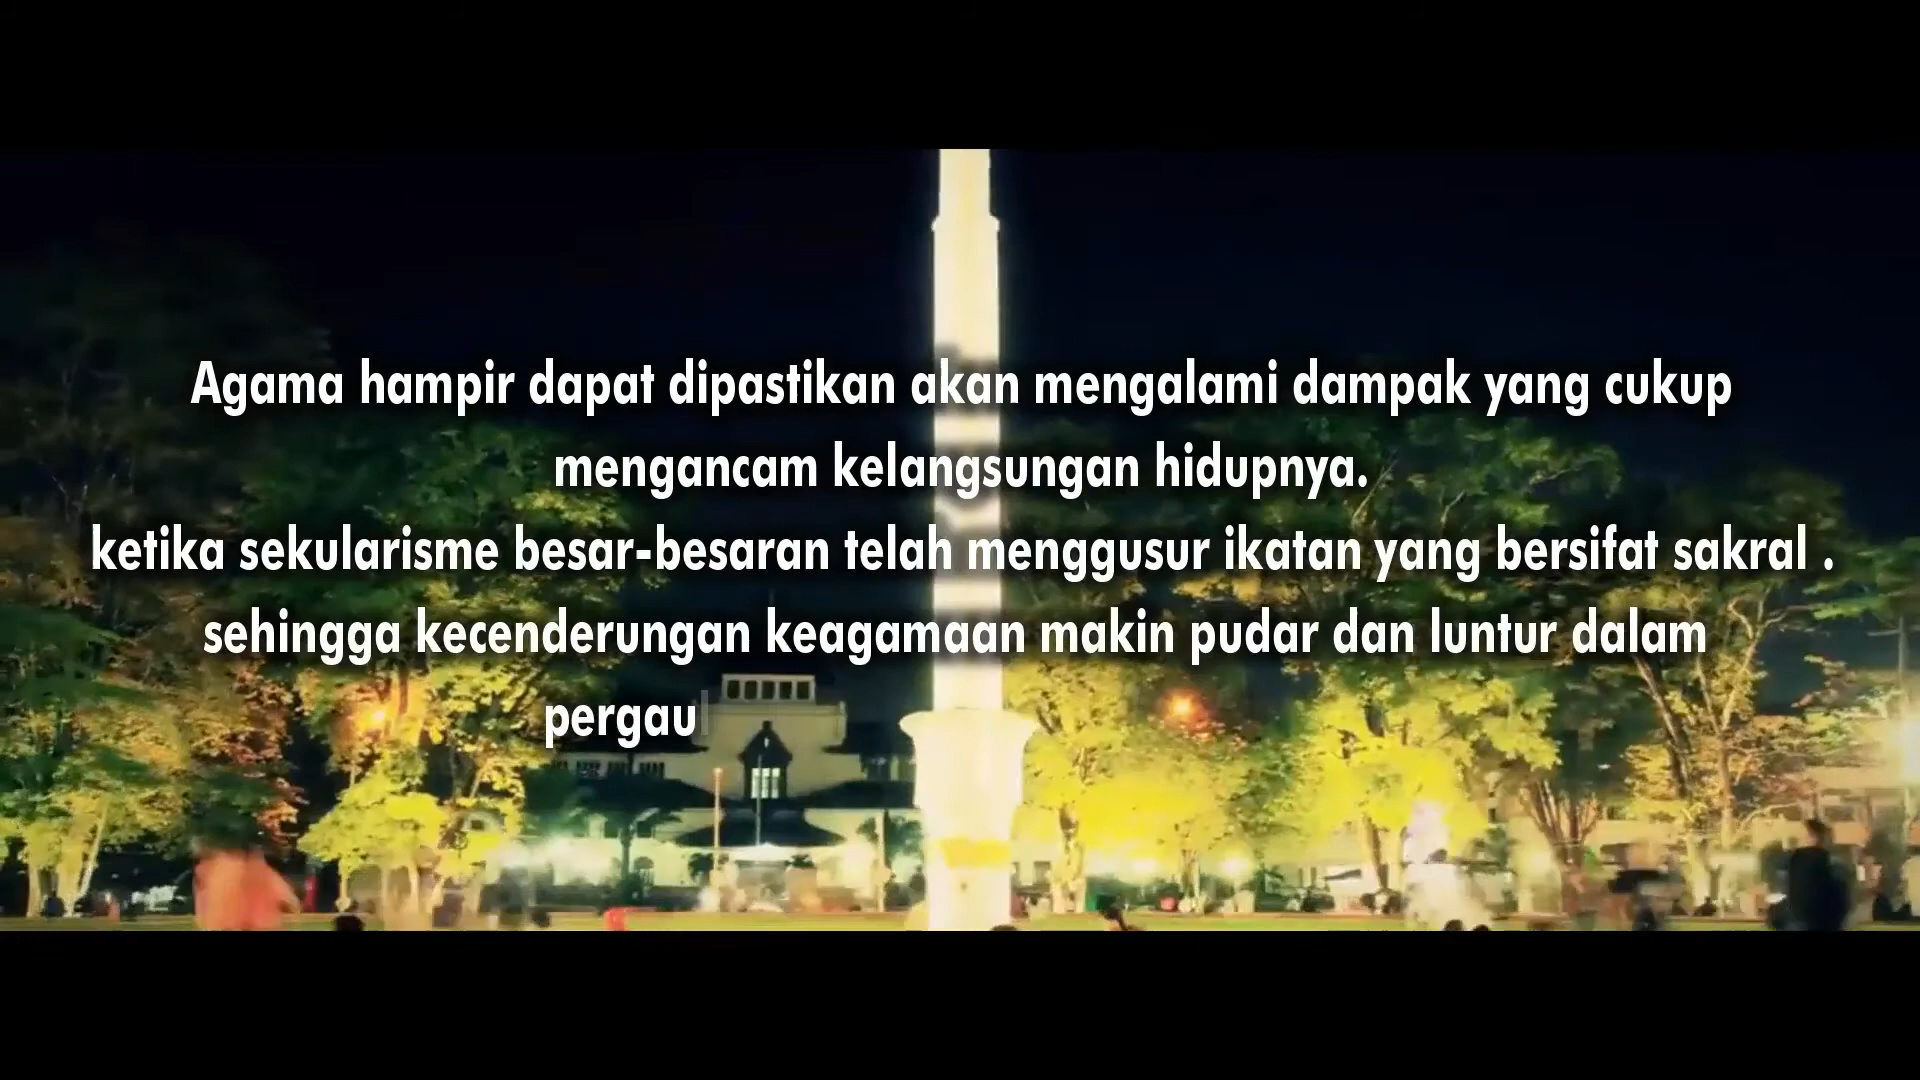 Agama hampir dapat dipastikan akan mengalami dampak yang cukup
mengancam kelangsungan hidupnya.
ketika sekularisme besar-besaran telah menggusur ikatan yang bersifat sakral .
sehingga kecenderungan keagamaan makin pudar dan luntur dalam
pergaul